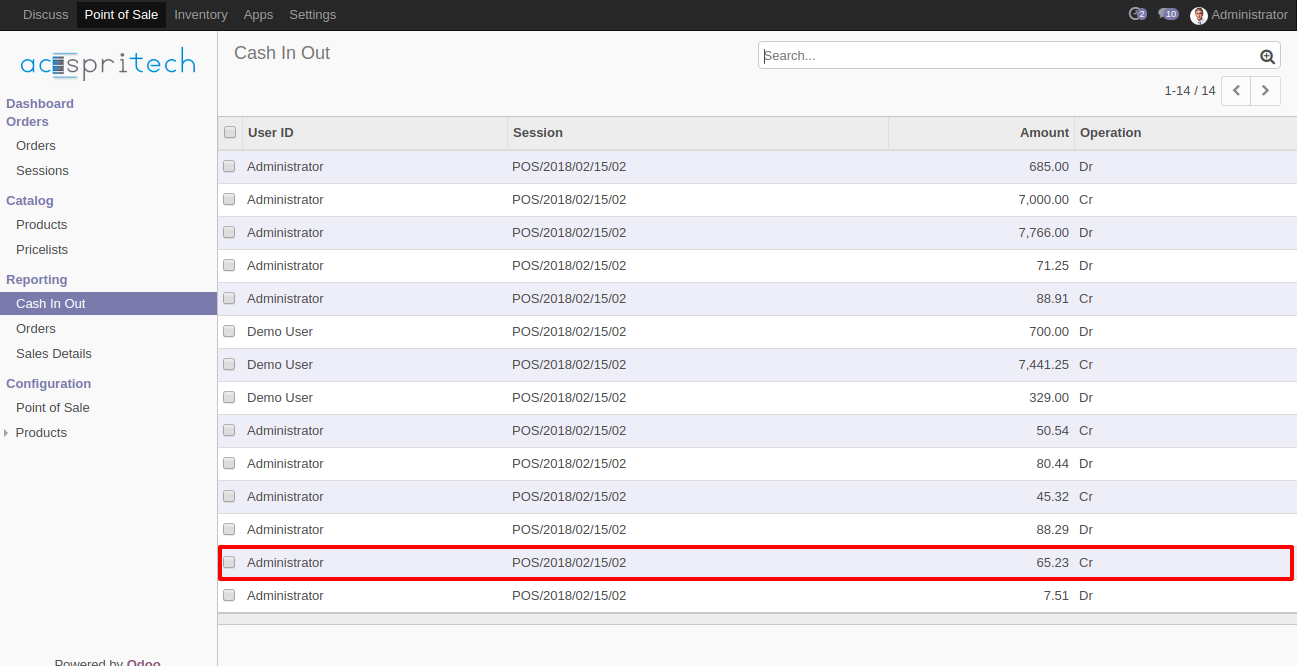 Discuss Point of Sale Inventory Apps Settings 2 10 Administrator
acespritech
Dashboard
Orders
Orders
Sessions
Catalog
Products
Pricelists
Reporting
Cash In Out
Orders
Sales Details
Configuration
Point of Sale
Products
Powered by Odoo
Cash In Out
Search...
1-14 / 14
User ID Session Amount Operation
Administrator POS/2018/02/15/02 685.00 Dr
Administrator POS/2018/02/15/02 7,000.00 Cr
Administrator POS/2018/02/15/02 7,766.00 Dr
Administrator POS/2018/02/15/02 71.25 Dr
Administrator POS/2018/02/15/02 88.91 Cr
Demo User POS/2018/02/15/02 700.00 Dr
Demo User POS/2018/02/15/02 7,441.25 Cr
Demo User POS/2018/02/15/02 329.00 Dr
Administrator POS/2018/02/15/02 50.54 Cr
Administrator POS/2018/02/15/02 80.44 Dr
Administrator POS/2018/02/15/02 45.32 Cr
Administrator POS/2018/02/15/02 88.29 Dr
Administrator POS/2018/02/15/02 65.23 Cr
Administrator POS/2018/02/15/02 7.51 Dr